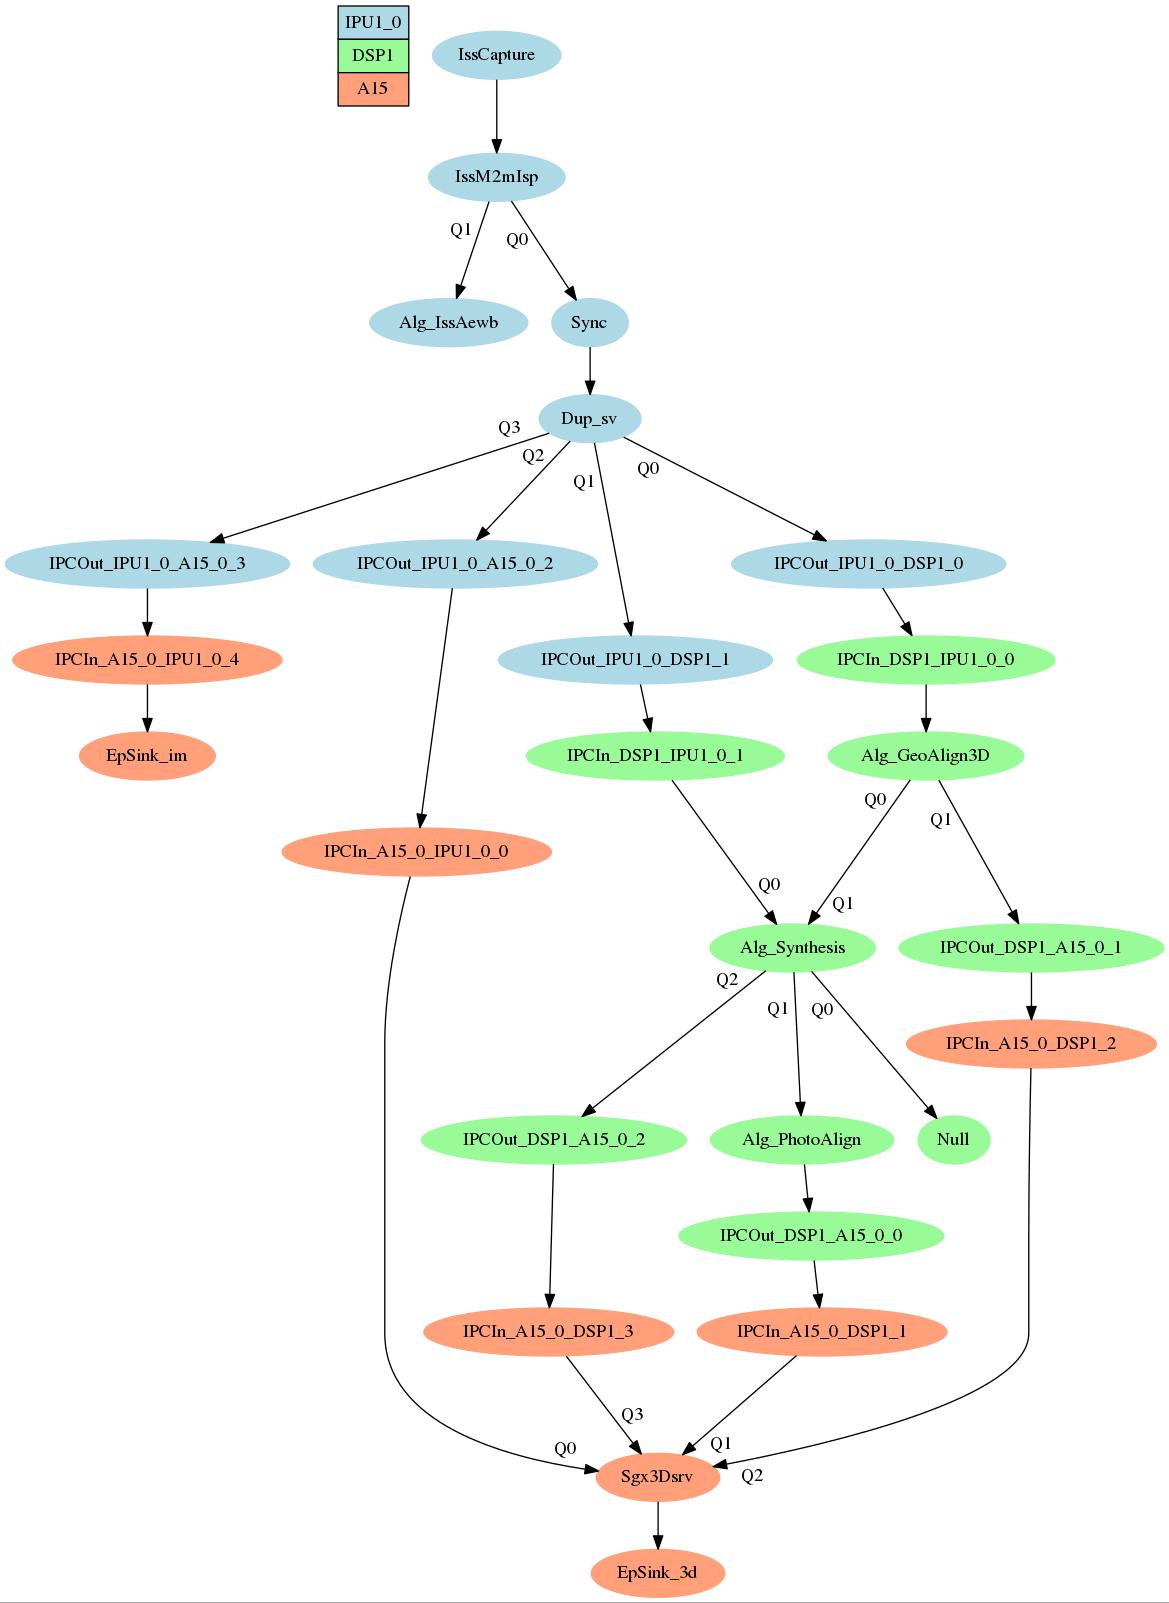 IPU1_0
DSP1
A15
IssCapture
IssM2mIsp
Q1
Q0
Alg_IssAewb
Sync
Dup_sv
Q3
Q2
Q1
Q0
IPCOut_IPU1_0_A15_0_3
IPCOut_IPU1_0_A15_0_2
IPCOut_IPU1_0_DSP1_0
IPCIn_A15_0_IPU1_0_4
IPCOut_IPU1_0_DSP1_1
IPCIn_DSP1_IPU1_0_0
EpSink_im
IPCIn_DSP1_IPU1_0_1
Alg_GeoAlign3D
Q0
Q1
IPCIn_A15_0_IPU1_0_0
Q0
Q1
Alg_Synthesis
IPCOut_DSP1_A15_0_1
Q2
Q1
Q0
IPCIn_A15_0_DSP1_2
IPCOut_DSP1_A15_0_2
Alg_PhotoAlign
Null
IPCOut_DSP1_A15_0_0
IPCIn_A15_0_DSP1_3
IPCIn_A15_0_DSP1_1
Q3
Q0
Q1
Q2
Sgx3Dsrv
EpSink_3d